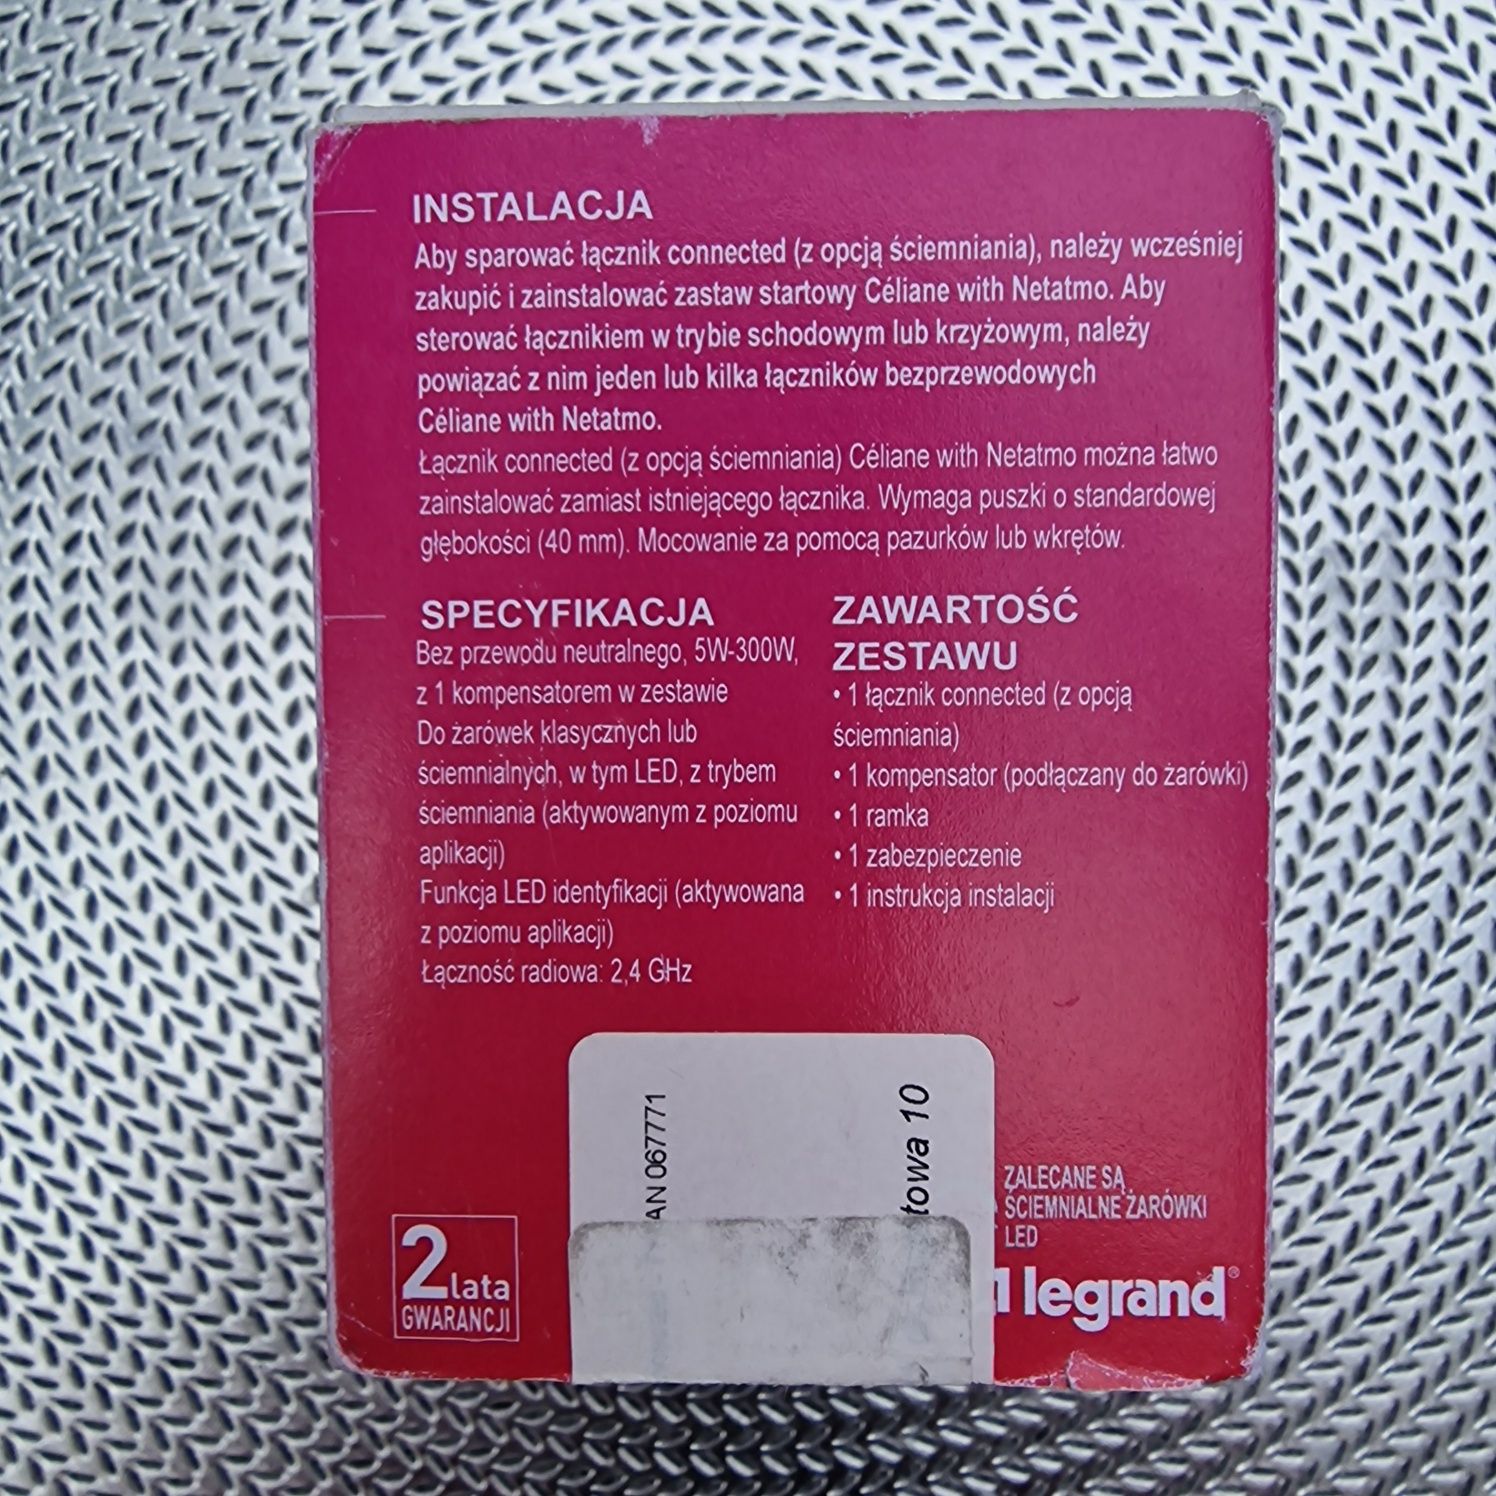 INSTALACJA
Aby sparować łącznik connected (z opcją ściemniania), należy wcześniej
zakupić i zainstalować zastaw startowy Céliane with Netatmo. Aby
sterować łącznikiem w trybie schodowym lub krzyżowym, należy
powiązać z nim jeden lub kilka łączników bezprzewodowych
Céliane with Netatmo.
Łącznik connected (z opcją ściemniania) Céliane with Netatmo można łatwo
zainstalować zamiast istniejącego łącznika. Wymaga puszki o standardowej
głębokości (40 mm). Mocowanie za pomocą pazurków lub wkrętów.
SPECYFIKACJA
Bez przewodu neutralnego, 5W-300W,
z 1 kompensatorem w zestawie
Do żarówek klasycznych lub
ściemnialnych, w tym LED, z trybem
ściemniania (aktywowanym z poziomu
aplikacji)
Funkcja LED identyfikacji (aktywowana
z poziomu aplikacji)
Łączność radiowa: 2,4 GHz
ZAWARTOŚĆ
ZESTAWU
• 1 łącznik connected (z opcją
ściemniania)
• 1 kompensator (podłączany do żarówki)
• 1 ramka
• 1 zabezpieczenie
• 1 instrukcja instalacji
AN 067771
towa 10
ZALECANE SĄ
ŚCIEMNIALNE ŻARÓWKI
LED
2 lata
GWARANCJI
legrand®